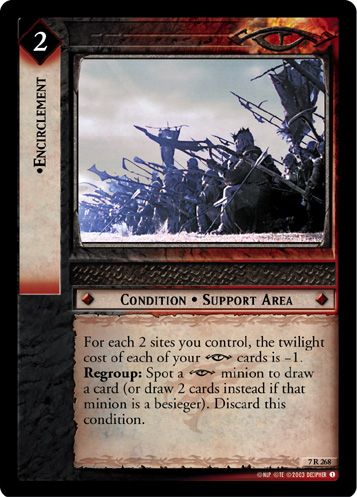 2
•Encirclement
Condition • Support Area
For each 2 sites you control, the twilight
cost of each of your cards is –1.
Regroup: Spot a minion to draw
a card (or draw 2 cards instead if that
minion is a besieger). Discard this
condition.
7 R 268
©NLP ™TE ©2003 DECIPHER